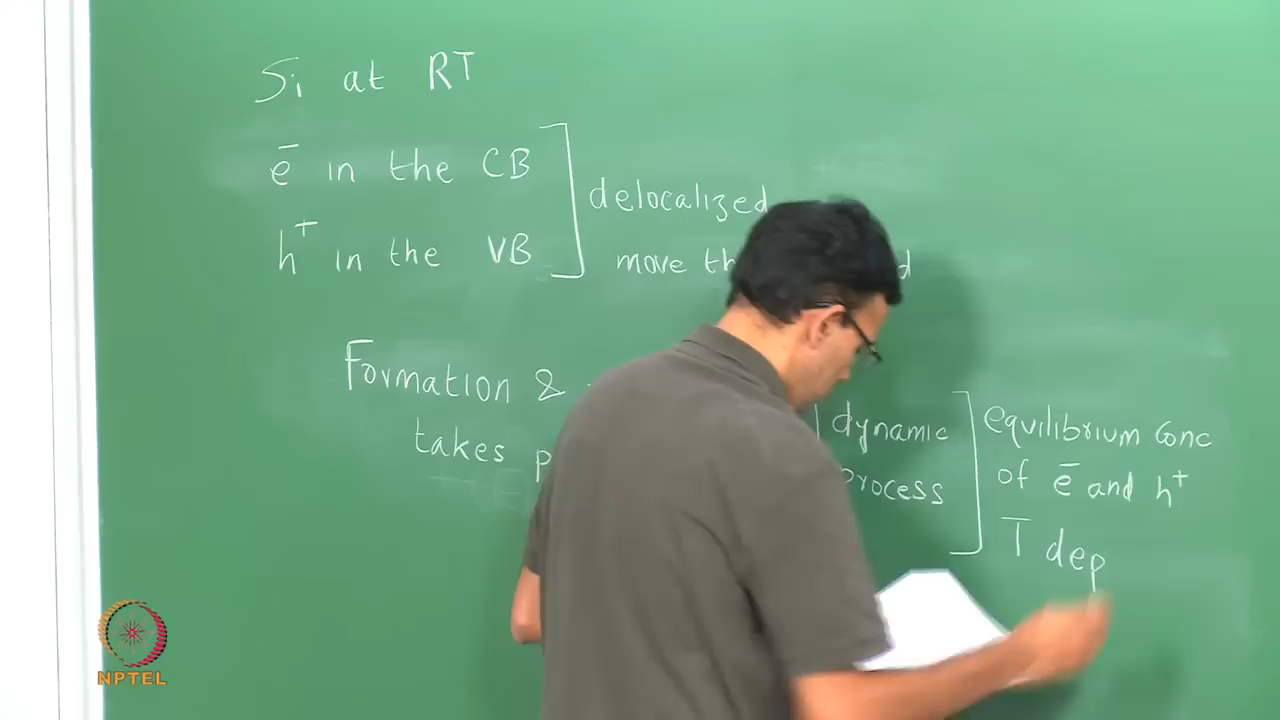 Si at RT
e̅ in the CB
h⁺ in the VB
delocalized
move
Formation &
takes
dynamic
process
equilibrium Conc
of e̅ and h⁺
T dep
NPTEL